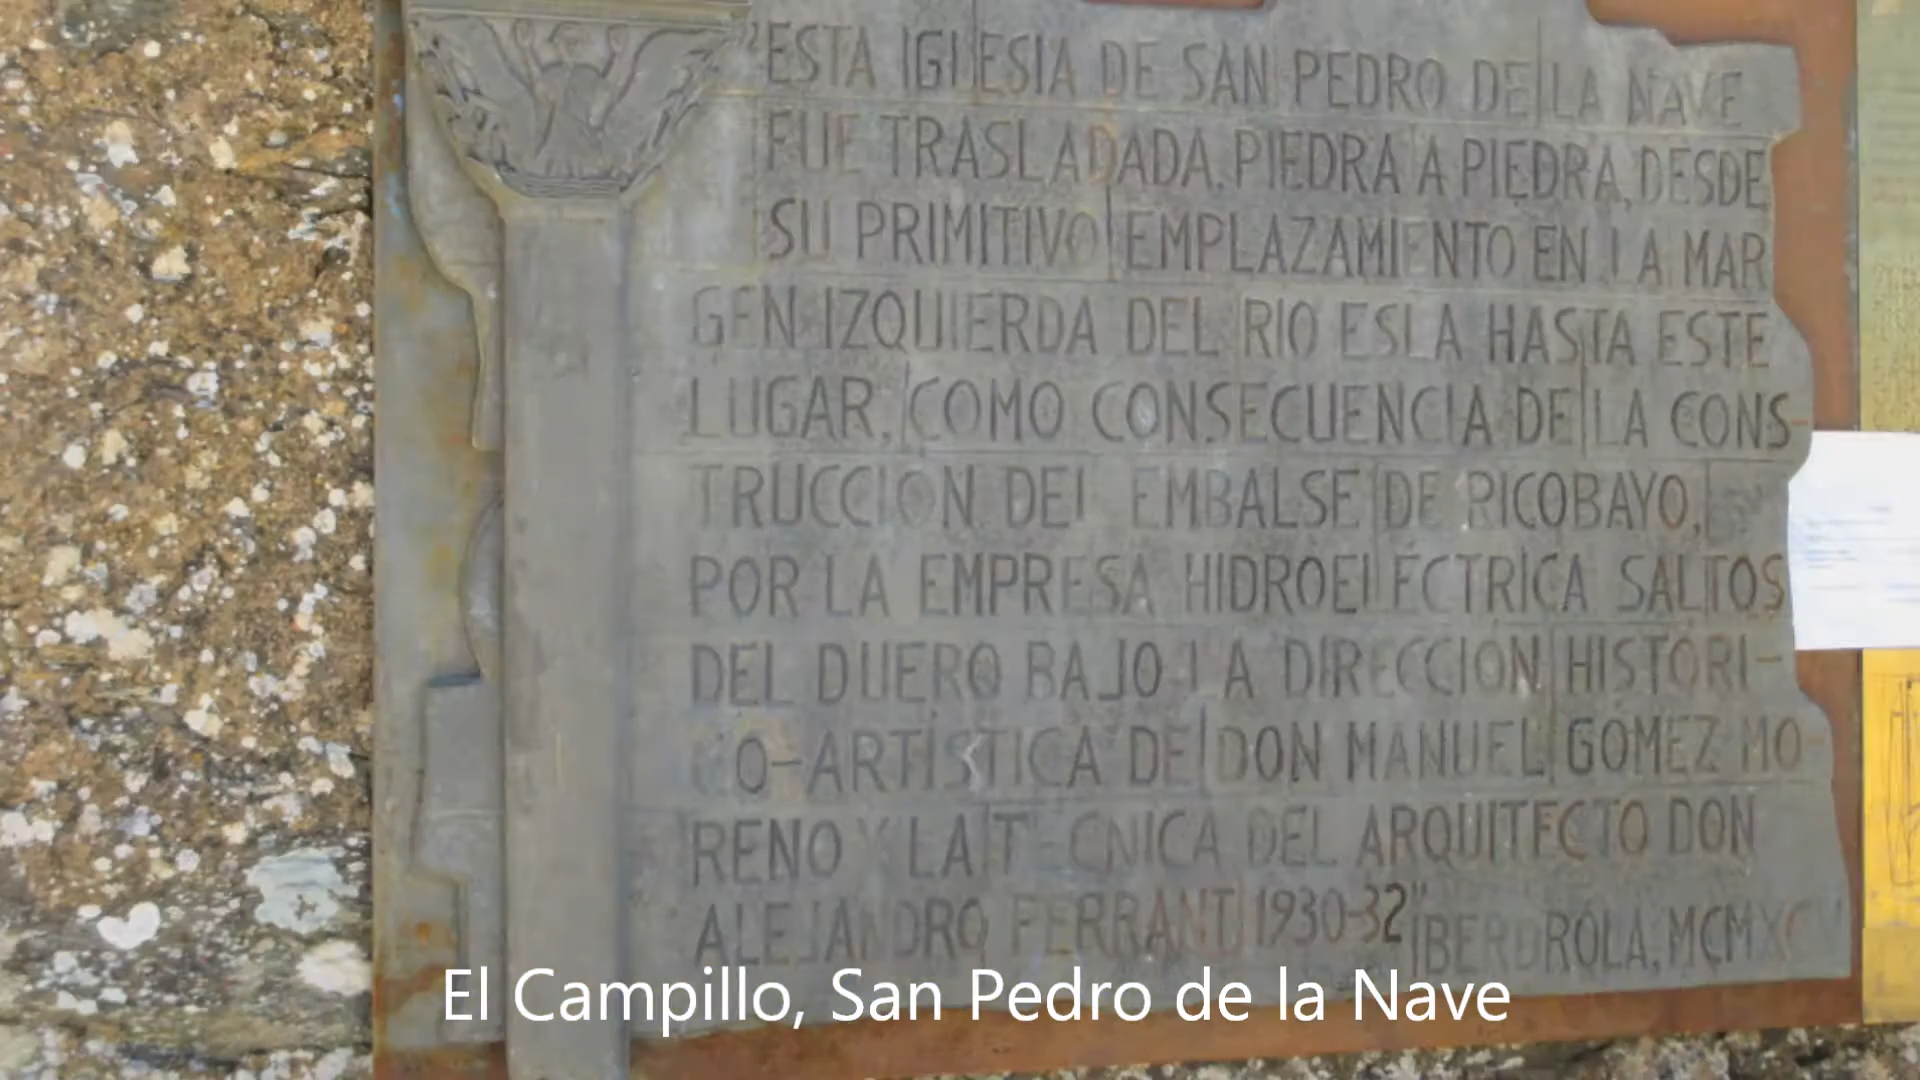 "ESTA IGLESIA DE SAN PEDRO DE LA NAVE
FUE TRASLADADA, PIEDRA A PIEDRA, DESDE
SU PRIMITIVO EMPLAZAMIENTO EN LA MAR
GEN IZQUIERDA DEL RIO ESLA HASTA ESTE
LUGAR, COMO CONSECUENCIA DE LA CONS-
TRUCCION DEL EMBALSE DE RICOBAYO,
POR LA EMPRESA HIDROELECTRICA SALTOS
DEL DUERO BAJO LA DIRECCION HISTORI-
CO-ARTISTICA DE DON MANUEL GOMEZ MO-
RENO Y LA TECNICA DEL ARQUITECTO DON
ALEJANDRO FERRANT 1930-32" IBERDROLA,
El Campillo, San Pedro de la Nave